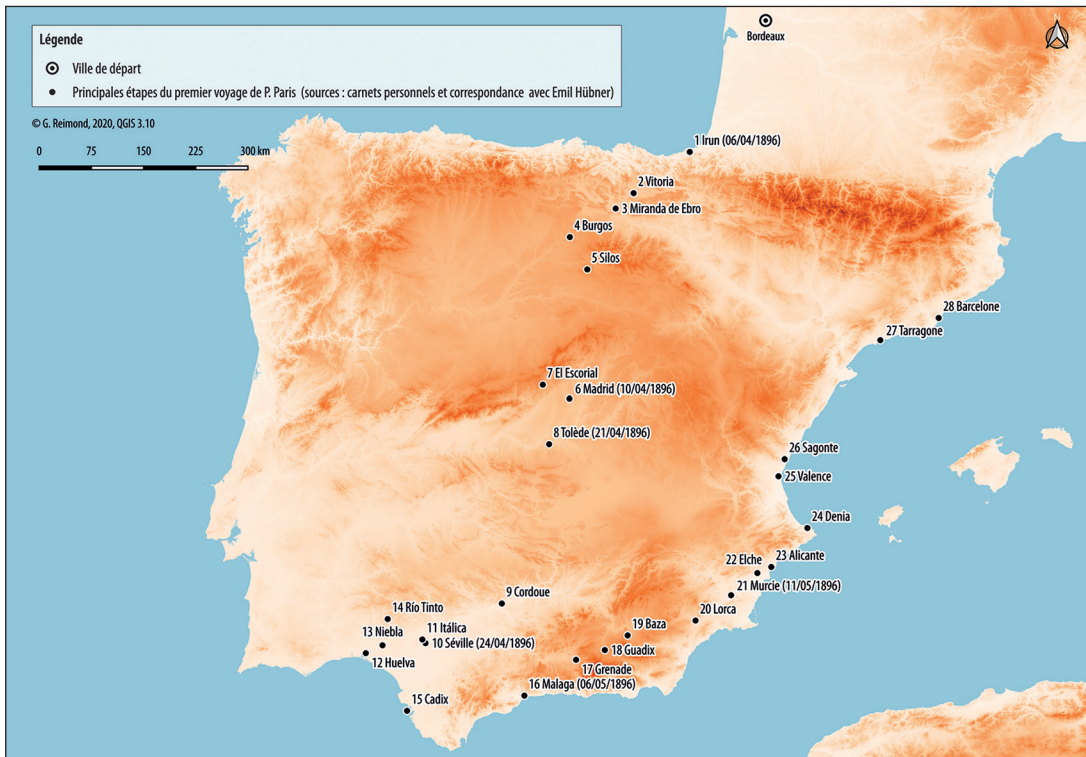 Légende
Ville de départ
Principales étapes du premier voyage de P. Paris (sources : carnets personnels et correspondance avec Emil Hübner)
© G. Reimond, 2020, QGIS 3.10
0 75 150 225 300 km
N
Bordeaux
1 Irun (06/04/1896)
2 Vitoria
3 Miranda de Ebro
4 Burgos
5 Silos
28 Barcelone
27 Tarragone
7 El Escorial
6 Madrid (10/04/1896)
8 Tolède (21/04/1896)
26 Sagonte
25 Valence
24 Denia
23 Alicante
22 Elche
21 Murcie (11/05/1896)
20 Lorca
9 Cordoue
14 Río Tinto
11 Itálica
13 Niebla
10 Séville (24/04/1896)
12 Huelva
19 Baza
18 Guadix
17 Grenade
16 Malaga (06/05/1896)
15 Cadix